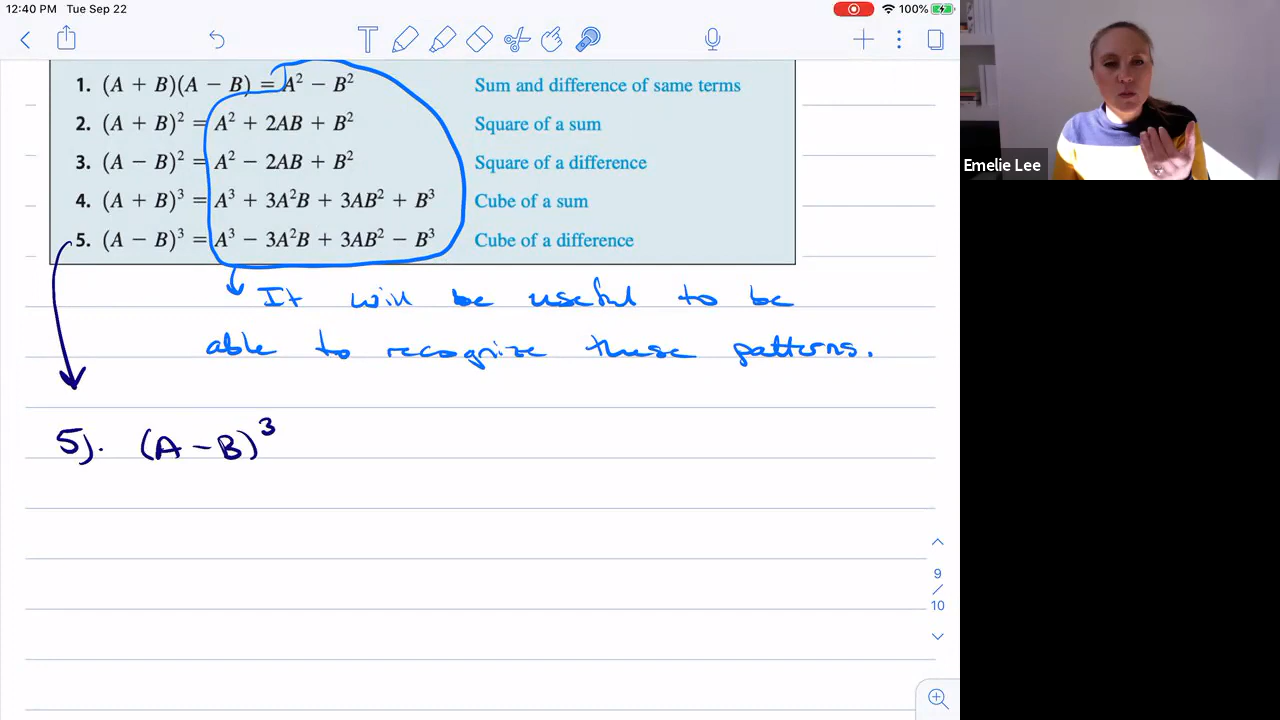 12:40 PM Tue Sep 22
100%
1. (A + B)(A − B) = A² − B² Sum and difference of same terms
2. (A + B)² = A² + 2AB + B² Square of a sum
3. (A − B)² = A² − 2AB + B² Square of a difference
4. (A + B)³ = A³ + 3A²B + 3AB² + B³ Cube of a sum
5. (A − B)³ = A³ − 3A²B + 3AB² − B³ Cube of a difference
It will be useful to be
able to recognize these patterns.
5). (A − B)³
9
/
10
Emelie Lee